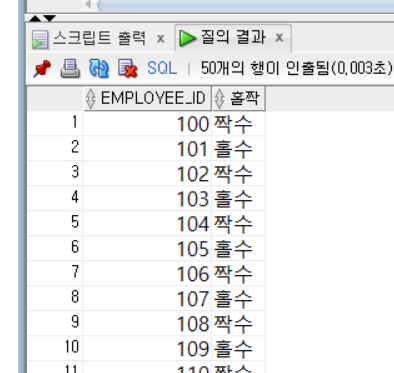 스크립트 출력 x 질의 결과 x
SQL | 50개의 행이 인출됨(0,003초)
EMPLOYEE_ID 홀짝
1 100 짝수
2 101 홀수
3 102 짝수
4 103 홀수
5 104 짝수
6 105 홀수
7 106 짝수
8 107 홀수
9 108 짝수
10 109 홀수
11 110 짝수